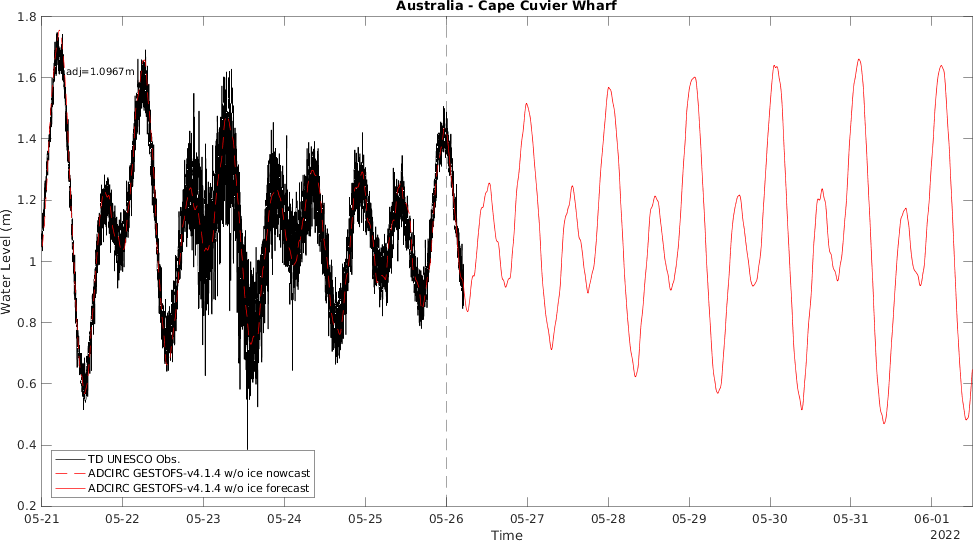 Australia - Cape Cuvier Wharf
1.8
1.6
1.4
1.2
1
0.8
0.6
0.4
0.2
Water Level (m)
adj=1.0967m
TD UNESCO Obs.
ADCIRC GESTOFS-v4.1.4 w/o ice nowcast
ADCIRC GESTOFS-v4.1.4 w/o ice forecast
05-21 05-22 05-23 05-24 05-25 05-26 05-27 05-28 05-29 05-30 05-31 06-01
2022
Time